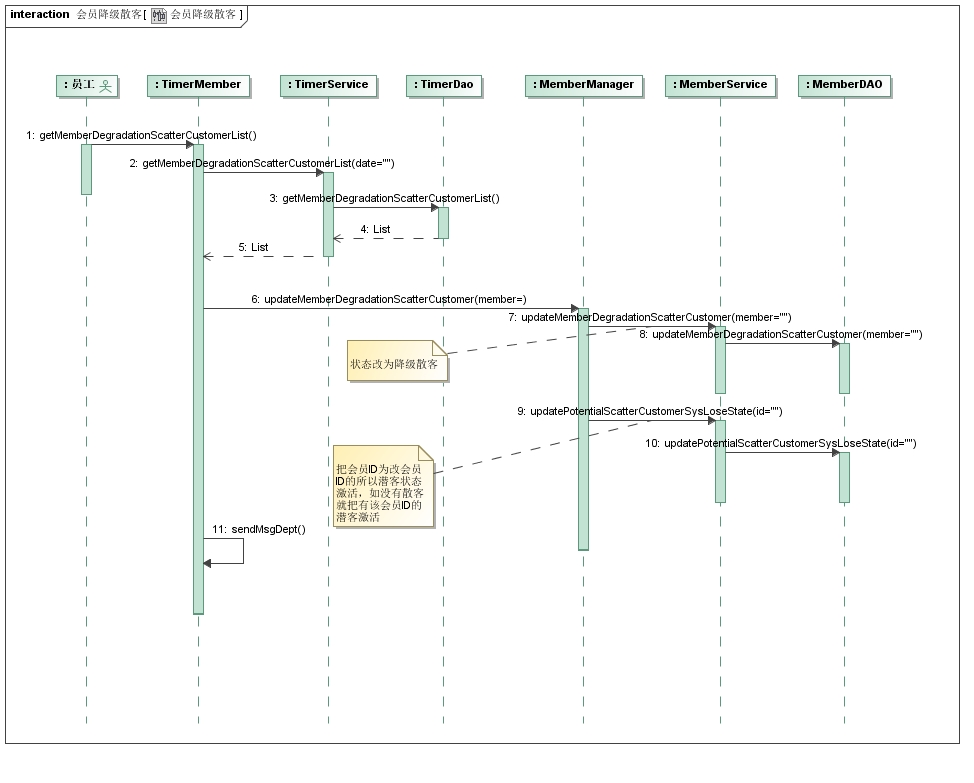 interaction 会员降级散客[ 会员降级散客 ]
: 员工
: TimerMember
: TimerService
: TimerDao
: MemberManager
: MemberService
: MemberDAO
1: getMemberDegradationScatterCustomerList()
2: getMemberDegradationScatterCustomerList(date="")
3: getMemberDegradationScatterCustomerList()
4: List
5: List
6: updateMemberDegradationScatterCustomer(member=)
7: updateMemberDegradationScatterCustomer(member="")
8: updateMemberDegradationScatterCustomer(member="")
状态改为降级散客
9: updatePotentialScatterCustomerSysLoseState(id="")
10: updatePotentialScatterCustomerSysLoseState(id="")
把会员ID为改会员
ID的所以潜客状态
激活，如没有散客
就把有该会员ID的
潜客激活
11: sendMsgDept()